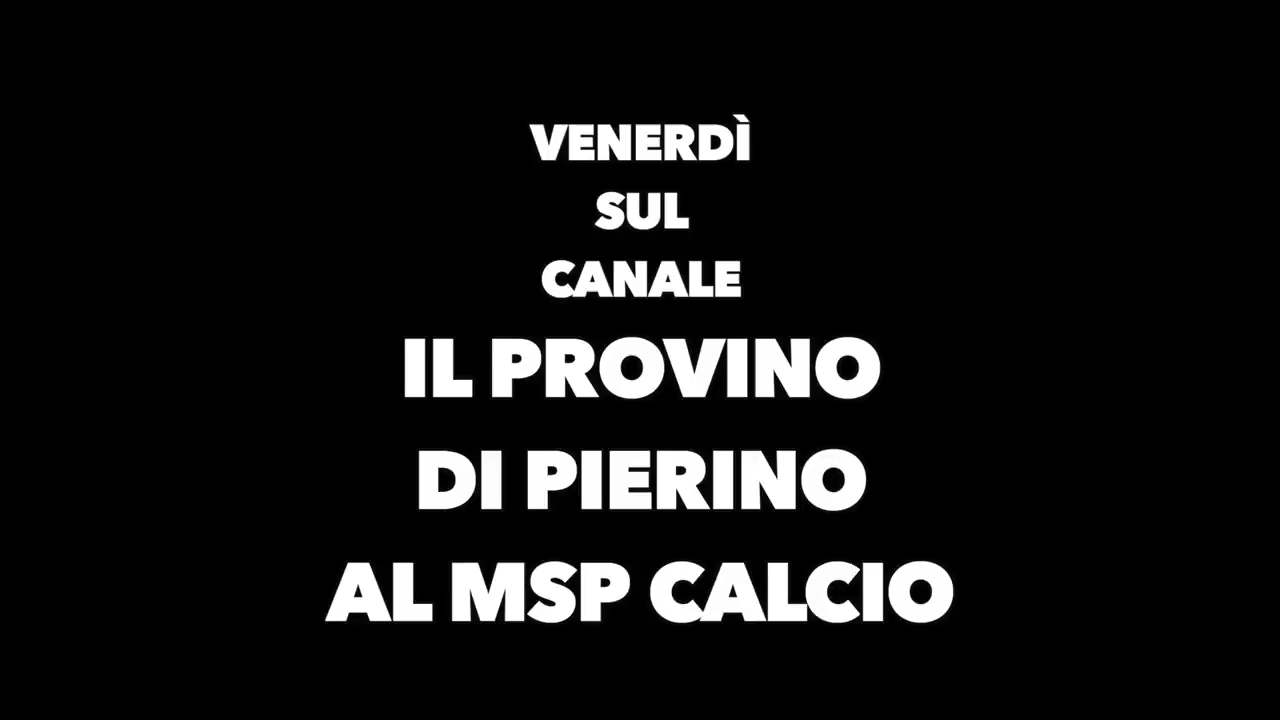 VENERDÌ
SUL
CANALE
IL PROVINO
DI PIERINO
AL MSP CALCIO